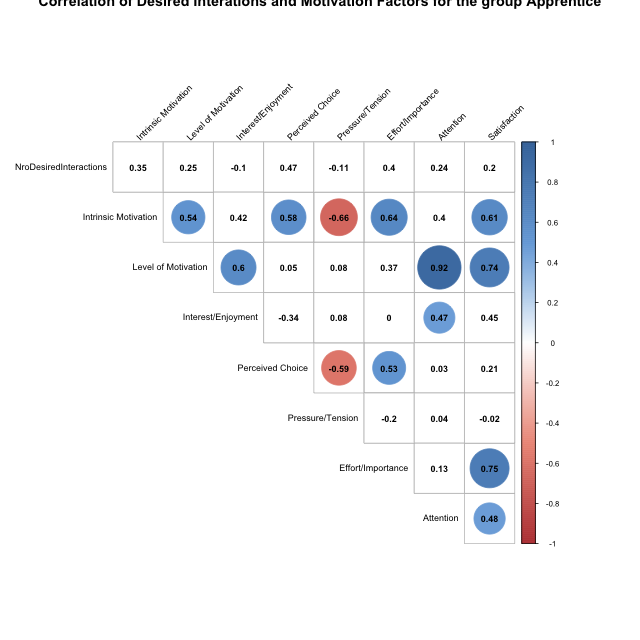 Correlation of Desired Interations and Motivation Factors for the group Apprentice
Intrinsic Motivation
Level of Motivation
Interest/Enjoyment
Perceived Choice
Pressure/Tension
Effort/Importance
Attention
Satisfaction
NroDesiredInteractions 0.35 0.25 -0.1 0.47 -0.11 0.4 0.24 0.2
Intrinsic Motivation 0.54 0.42 0.58 -0.66 0.64 0.4 0.61
Level of Motivation 0.6 0.05 0.08 0.37 0.92 0.74
Interest/Enjoyment -0.34 0.08 0 0.47 0.45
Perceived Choice -0.59 0.53 0.03 0.21
Pressure/Tension -0.2 0.04 -0.02
Effort/Importance 0.13 0.75
Attention 0.48
1
0.8
0.6
0.4
0.2
0
-0.2
-0.4
-0.6
-0.8
-1